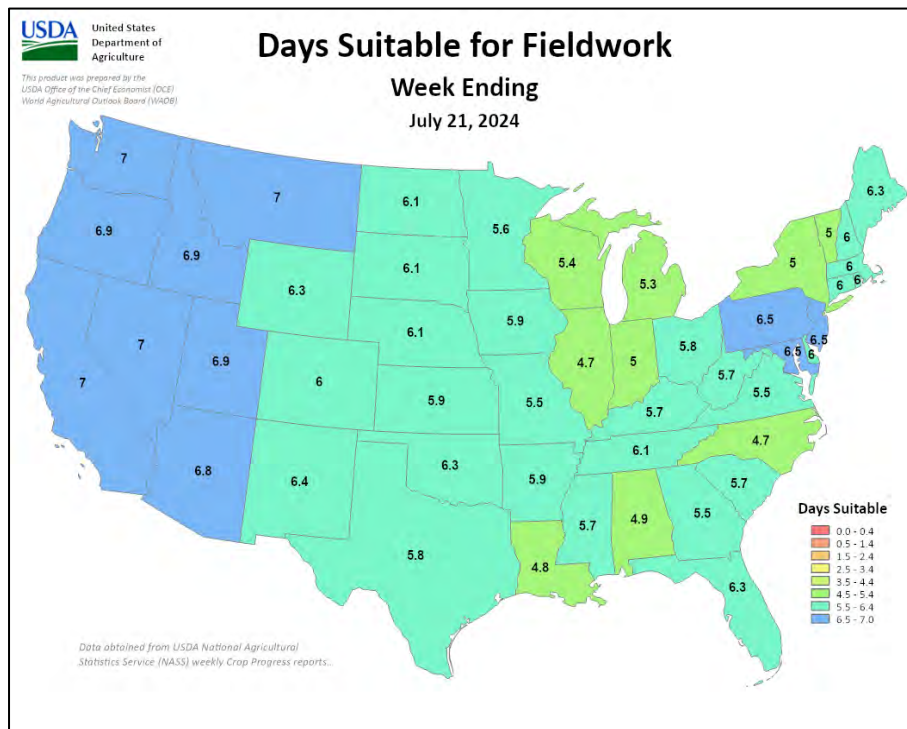 USDA
United States
Department of
Agriculture
This product was prepared by the
USDA Office of the Chief Economist (OCE)
World Agricultural Outlook Board (WAOB)
Days Suitable for Fieldwork
Week Ending
July 21, 2024
7
7
6.9
6.9
6.3
7
7
6.9
6
6.8
6.4
6.1
6.1
6.1
5.9
6.3
5.8
5.6
5.9
5.5
5.9
4.8
5.4
4.7
5.3
5
5.8
5.7
6.1
5.7
4.9
5.5
6.3
5.7
4.7
5.5
5.7
6.5
6.5
6.5
6
5
5
6
6.3
6
6
6
Days Suitable
0.0 - 0.4
0.5 - 1.4
1.5 - 2.4
2.5 - 3.4
3.5 - 4.4
4.5 - 5.4
5.5 - 6.4
6.5 - 7.0
Data obtained from USDA National Agricultural
Statistics Service (NASS) weekly Crop Progress reports..